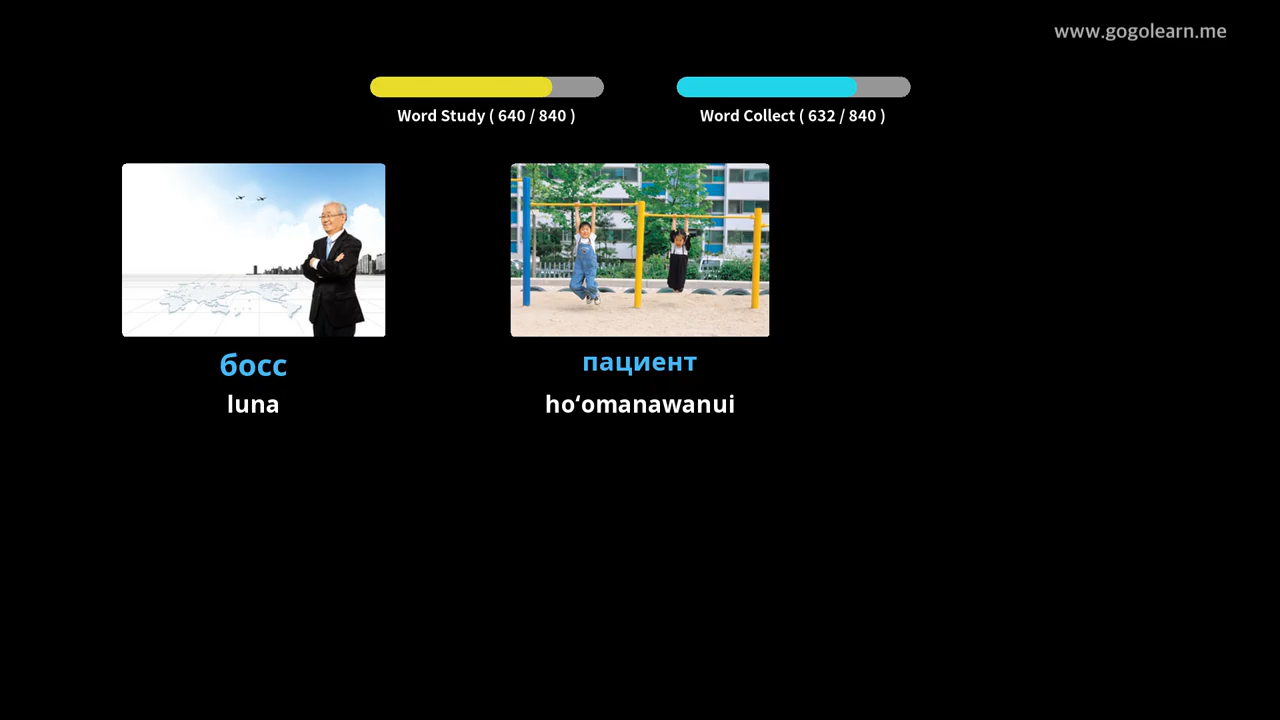 www.gogolearn.me
Word Study ( 640 / 840 )
Word Collect ( 632 / 840 )
босс
luna
пациент
hoʻomanawanui